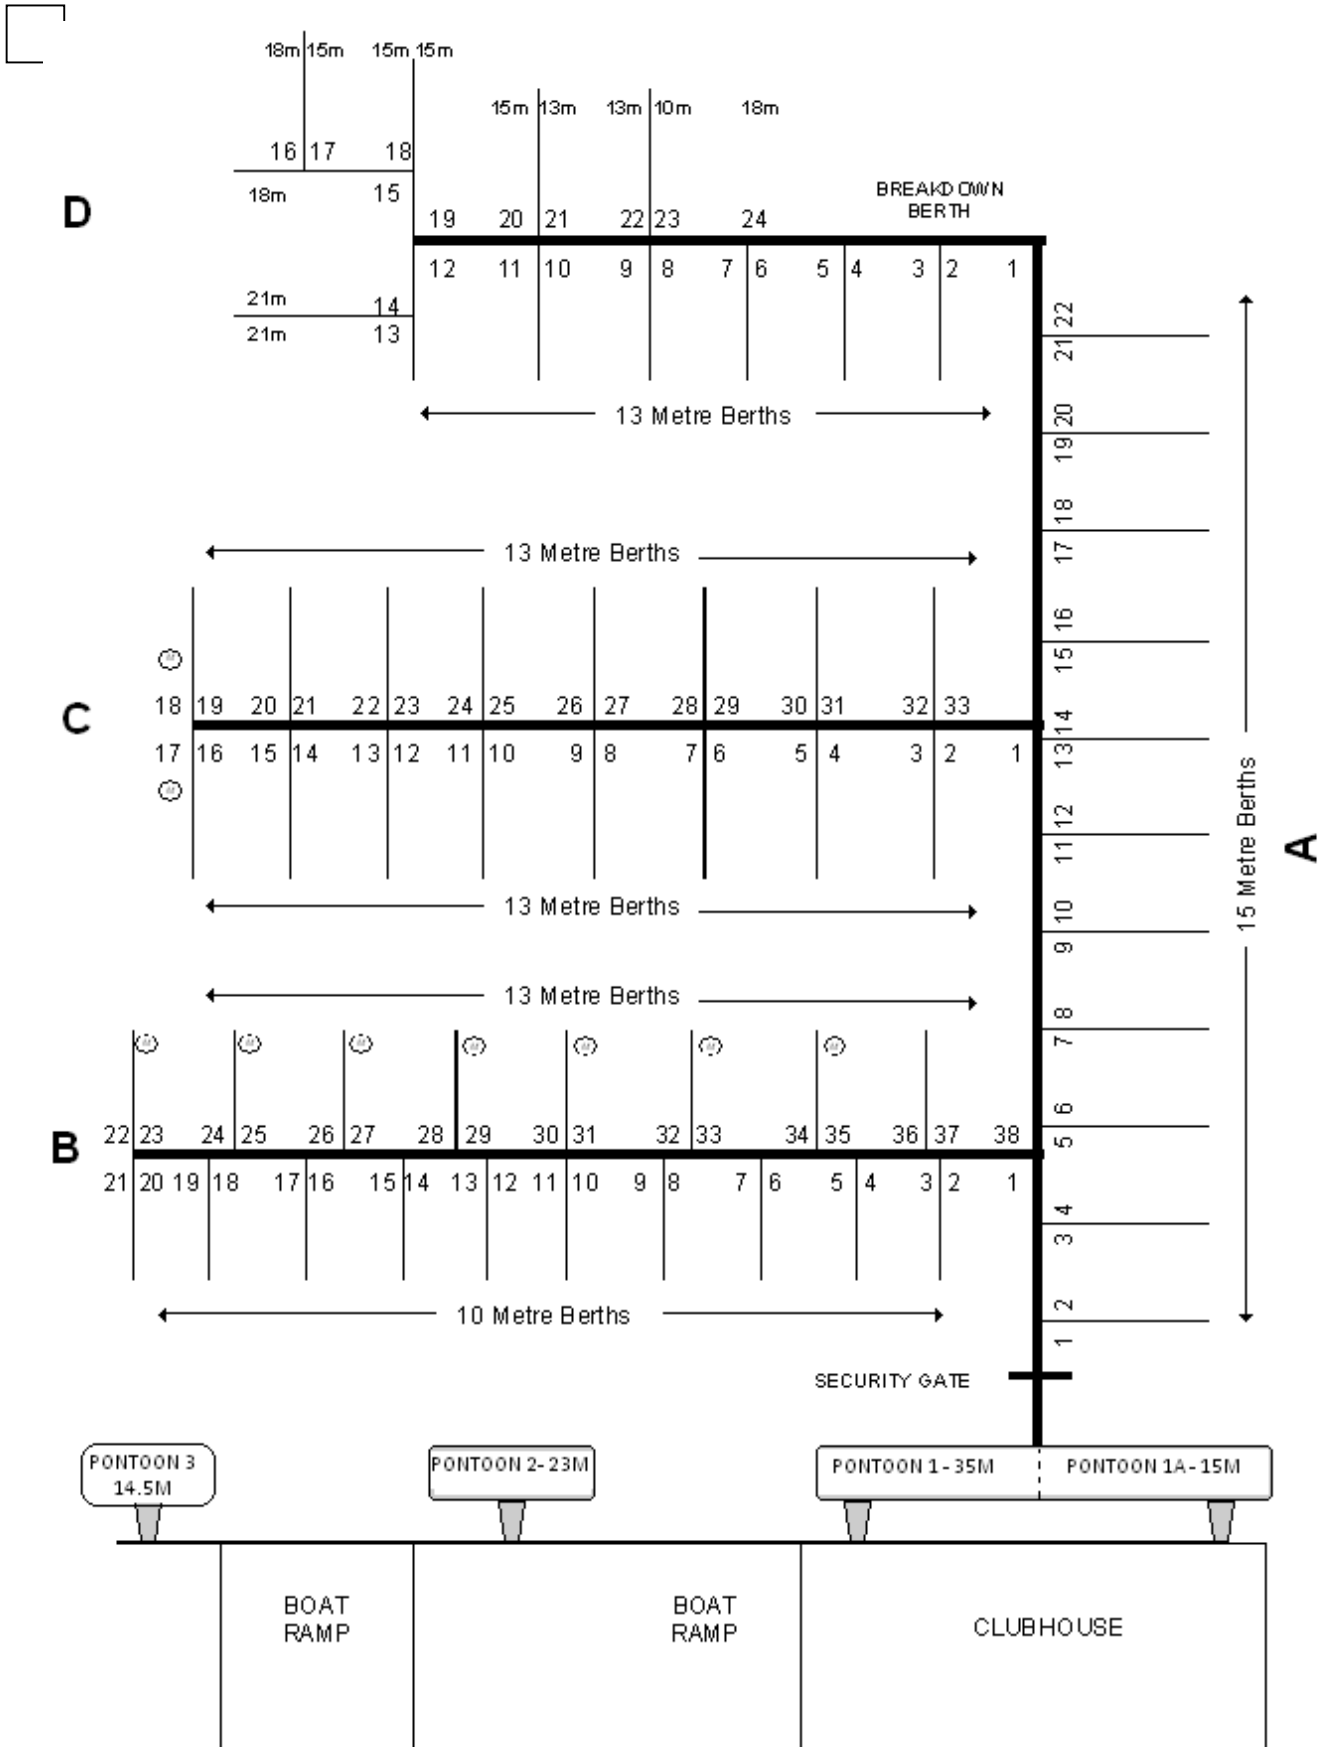 18m 15m 15m 15m
15m 13m 13m 10m 18m
16 17 18
18m 15
BREAKDOWN
BERTH
D
19 20 21 22 23 24
12 11 10 9 8 7 6 5 4 3 2 1
21m 14
21m 13
22
21
13 Metre Berths
20
19
18
13 Metre Berths
17
16
15
C
18 19 20 21 22 23 24 25 26 27 28 29 30 31 32 33
14
17 16 15 14 13 12 11 10 9 8 7 6 5 4 3 2 1
13
12
15 Metre Berths
A
11
13 Metre Berths
10
9
13 Metre Berths
8
7
6
B
22 23 24 25 26 27 28 29 30 31 32 33 34 35 36 37 38
5
21 20 19 18 17 16 15 14 13 12 11 10 9 8 7 6 5 4 3 2 1
4
3
10 Metre Berths
2
1
SECURITY GATE
PONTOON 3
14.5M
PONTOON 2-23M
PONTOON 1-35M
PONTOON 1A-15M
BOAT
RAMP
BOAT
RAMP
CLUBHOUSE